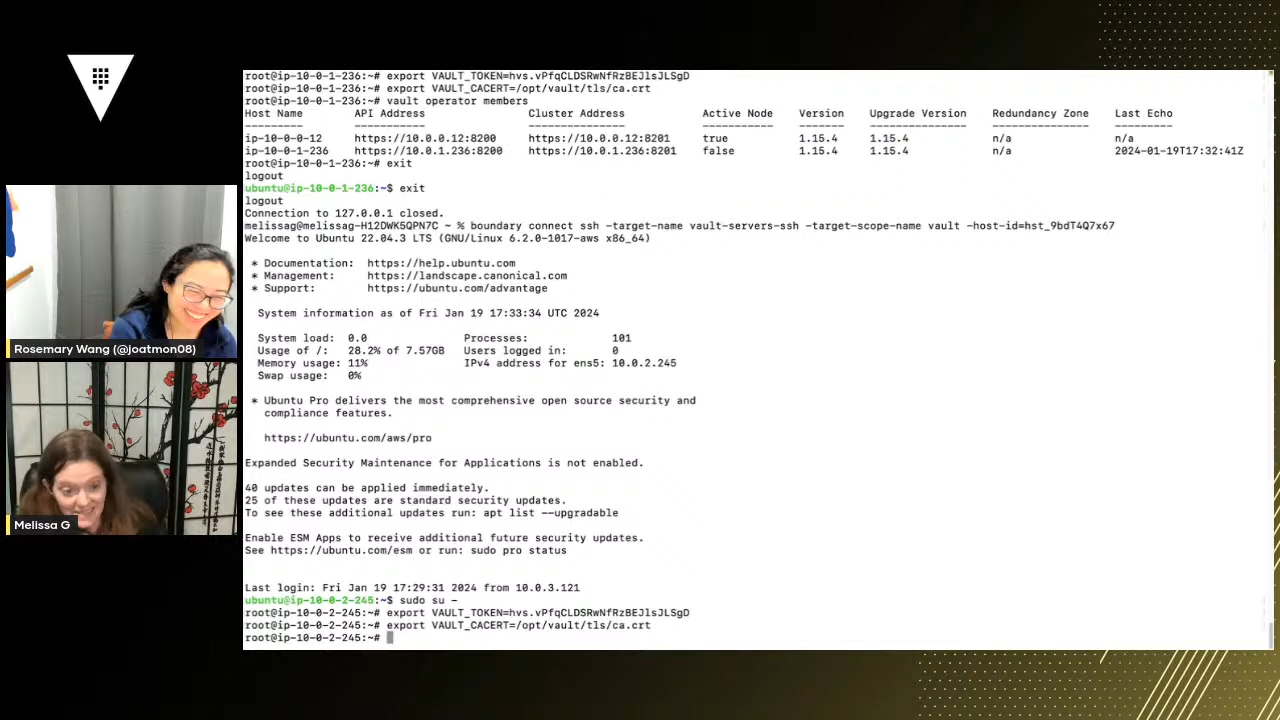 root@ip-10-0-1-236:~# export VAULT_TOKEN=hvs.vPfqCLDSRwNfRzBEJlsJLSgD
root@ip-10-0-1-236:~# export VAULT_CACERT=/opt/vault/tls/ca.crt
root@ip-10-0-1-236:~# vault operator members
Host Name API Address Cluster Address Active Node Version Upgrade Version Redundancy Zone Last Echo
--------- ----------- --------------- ----------- ------- --------------- --------------- ---------
ip-10-0-0-12 https://10.0.0.12:8200 https://10.0.0.12:8201 true 1.15.4 1.15.4 n/a n/a
ip-10-0-1-236 https://10.0.1.236:8200 https://10.0.1.236:8201 false 1.15.4 1.15.4 n/a 2024-01-19T17:32:41Z
root@ip-10-0-1-236:~# exit
logout
ubuntu@ip-10-0-1-236:~$ exit
logout
Connection to 127.0.0.1 closed.
melissag@melissag-H12DWK5QPN7C ~ % boundary connect ssh -target-name vault-servers-ssh -target-scope-name vault -host-id=hst_9bdT4Q7x67
Welcome to Ubuntu 22.04.3 LTS (GNU/Linux 6.2.0-1017-aws x86_64)
* Documentation: https://help.ubuntu.com
* Management: https://landscape.canonical.com
* Support: https://ubuntu.com/advantage
System information as of Fri Jan 19 17:33:34 UTC 2024
System load: 0.0 Processes: 101
Usage of /: 28.2% of 7.57GB Users logged in: 0
Memory usage: 11% IPv4 address for ens5: 10.0.2.245
Swap usage: 0%
* Ubuntu Pro delivers the most comprehensive open source security and
compliance features.
https://ubuntu.com/aws/pro
Expanded Security Maintenance for Applications is not enabled.
40 updates can be applied immediately.
25 of these updates are standard security updates.
To see these additional updates run: apt list --upgradable
Enable ESM Apps to receive additional future security updates.
See https://ubuntu.com/esm or run: sudo pro status
Last login: Fri Jan 19 17:29:31 2024 from 10.0.3.121
ubuntu@ip-10-0-2-245:~$ sudo su -
root@ip-10-0-2-245:~# export VAULT_TOKEN=hvs.vPfqCLDSRwNfRzBEJlsJLSgD
root@ip-10-0-2-245:~# export VAULT_CACERT=/opt/vault/tls/ca.crt
root@ip-10-0-2-245:~#
Rosemary Wang (@joatmon08)
Melissa G